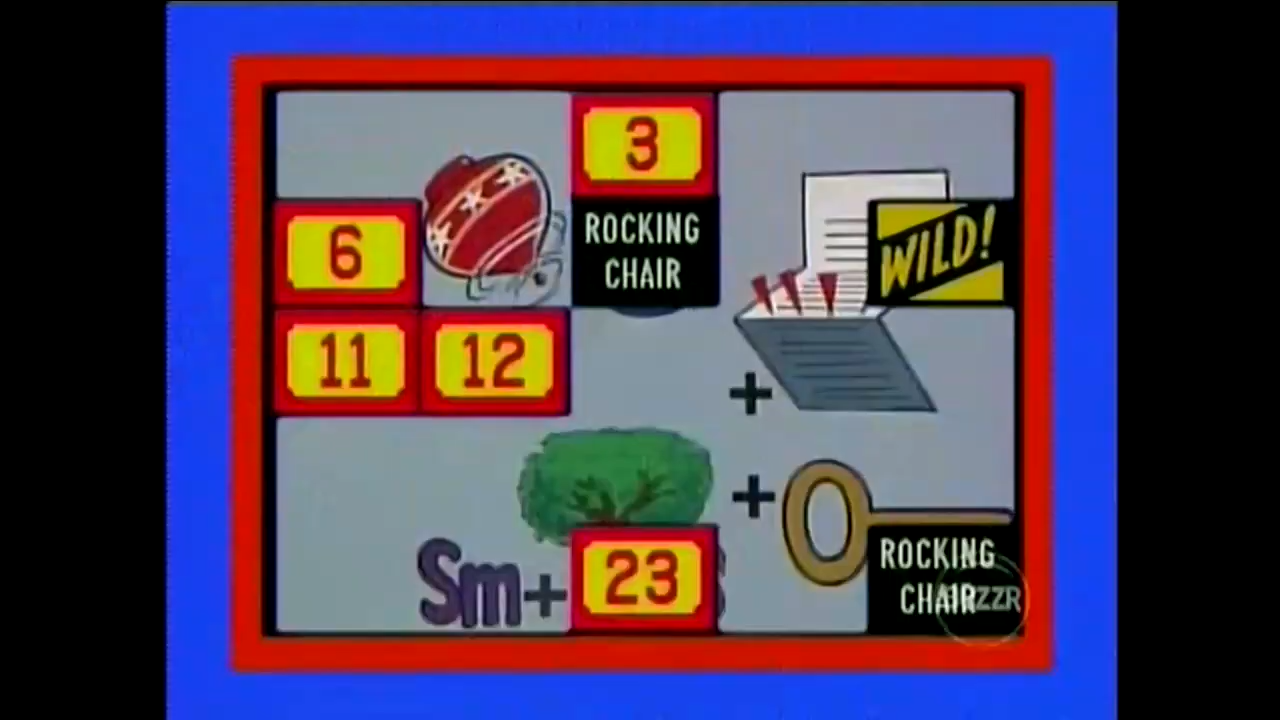 3
6
ROCKING
CHAIR
WILD!
11
12
+
+
Sm+
23
ROCKING
CHAIR